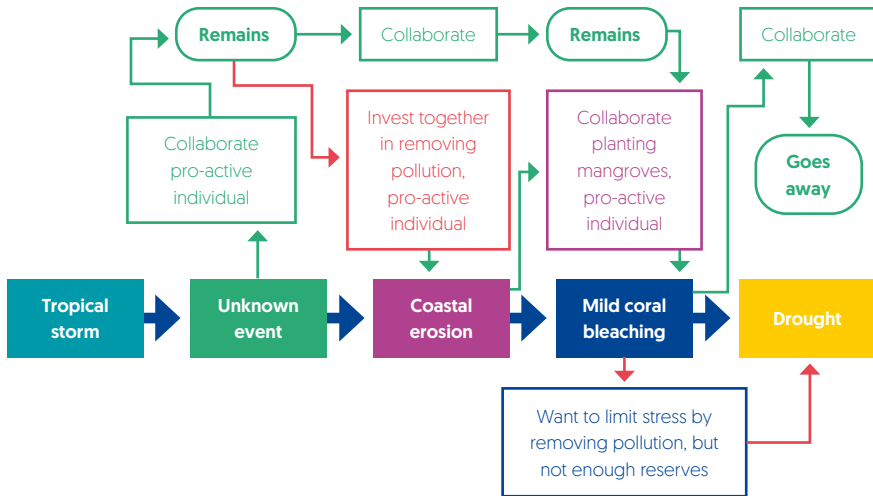 Remains
Collaborate
Remains
Collaborate
Collaborate
pro-active
individual
Invest together
in removing
pollution,
pro-active
individual
Collaborate
planting
mangroves,
pro-active
individual
Goes
away
Tropical
storm
Unknown
event
Coastal
erosion
Mild coral
bleaching
Drought
Want to limit stress by
removing pollution, but
not enough reserves